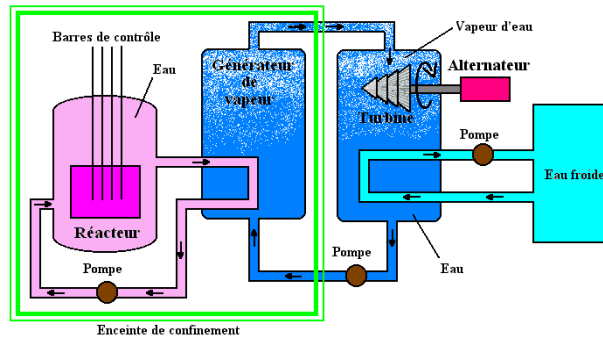 Barres de contrôle
Eau
Générateur
de
vapeur
Vapeur d'eau
Alternateur
Turbine
Pompe
Eau froide
Réacteur
Pompe
Pompe
Eau
Enceinte de confinement